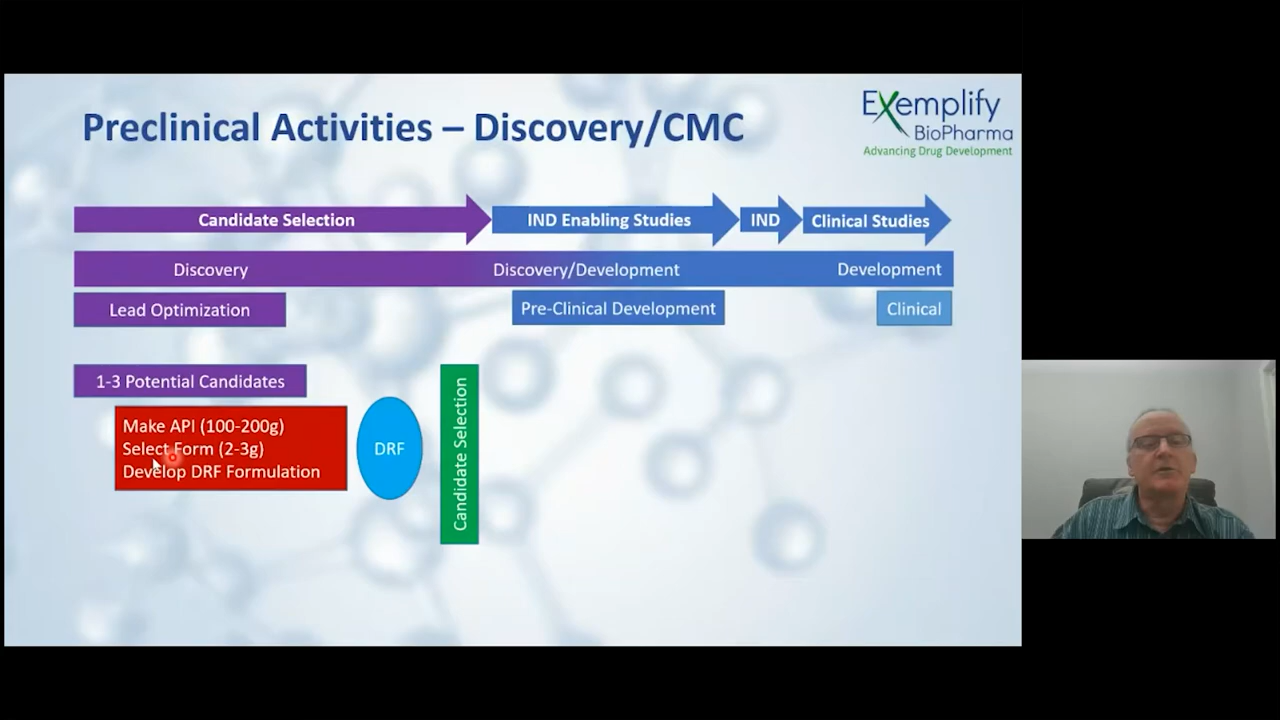 Preclinical Activities – Discovery/CMC
Exemplify
BioPharma
Advancing Drug Development
Candidate Selection
IND Enabling Studies
IND
Clinical Studies
Discovery
Discovery/Development
Development
Lead Optimization
Pre-Clinical Development
Clinical
1-3 Potential Candidates
Make API (100-200g)
Select Form (2-3g)
Develop DRF Formulation
DRF
Candidate Selection